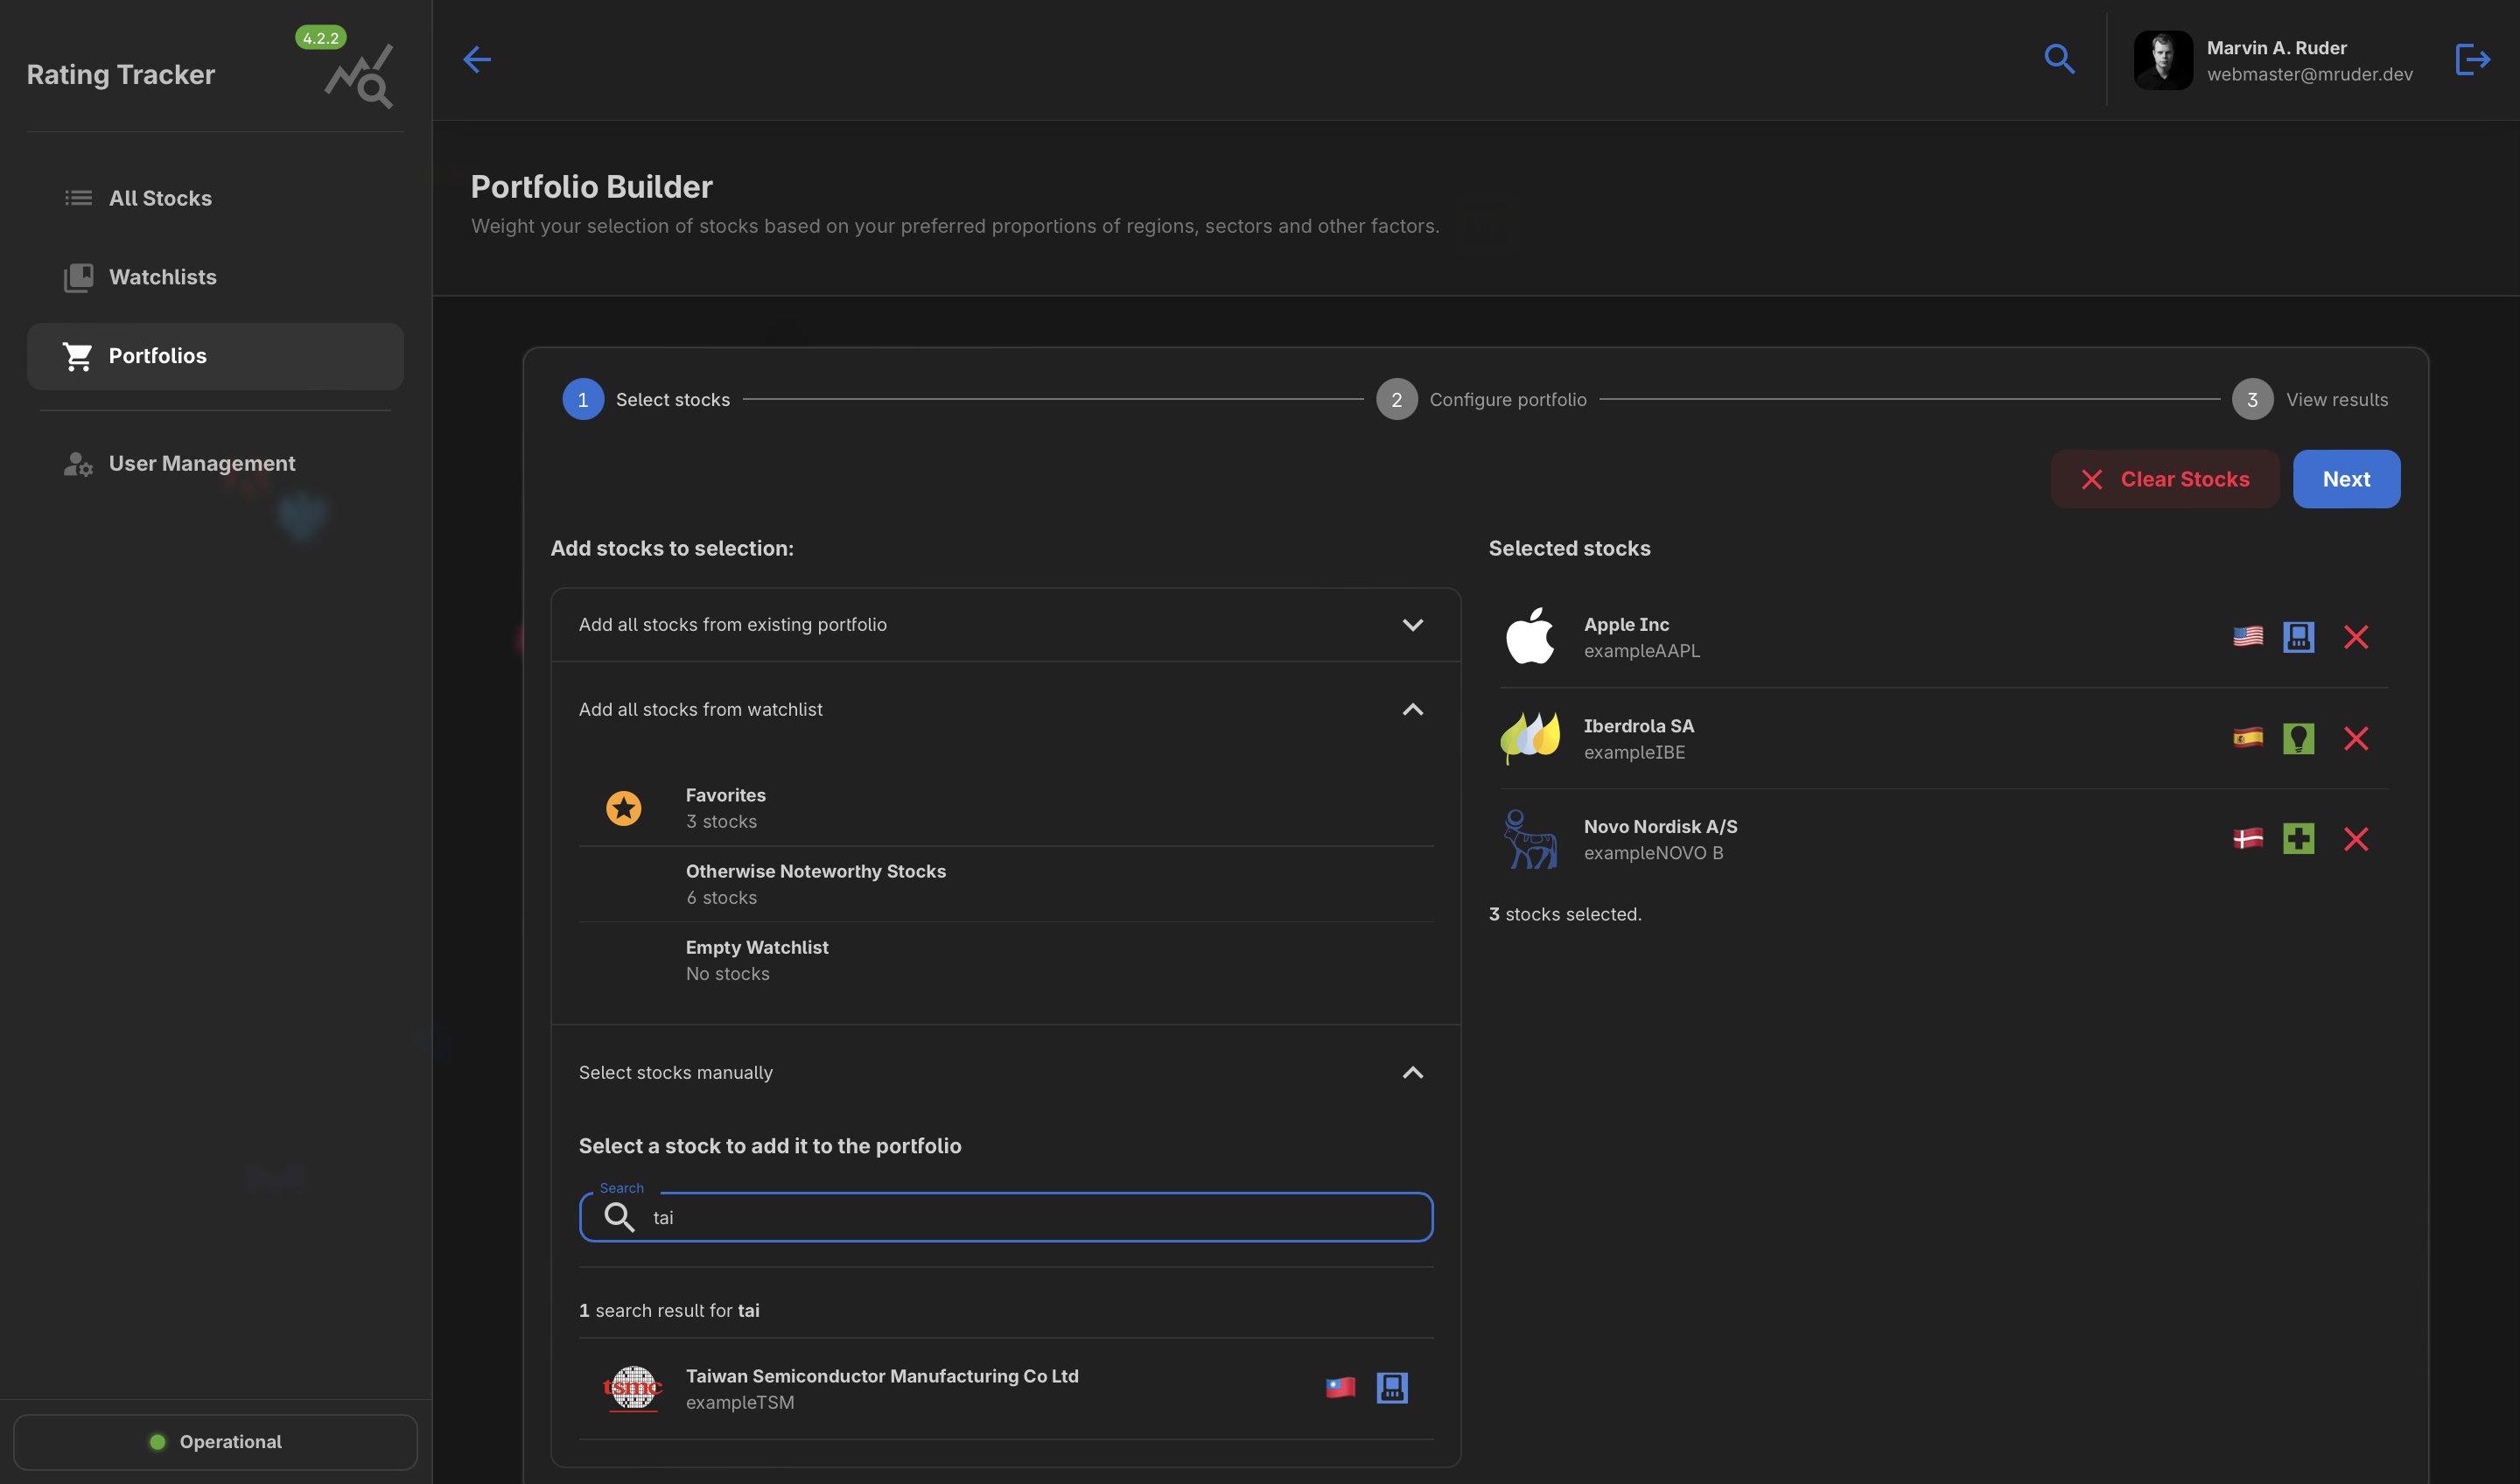 4.2.2
Rating Tracker
All Stocks
Watchlists
Portfolios
User Management
Operational
Marvin A. Ruder
webmaster@mruder.dev
Portfolio Builder
Weight your selection of stocks based on your preferred proportions of regions, sectors and other factors.
1 Select stocks
2 Configure portfolio
3 View results
Clear Stocks
Next
Add stocks to selection:
Add all stocks from existing portfolio
Add all stocks from watchlist
Favorites
3 stocks
Otherwise Noteworthy Stocks
6 stocks
Empty Watchlist
No stocks
Select stocks manually
Select a stock to add it to the portfolio
Search
tai
1 search result for tai
tsmc
Taiwan Semiconductor Manufacturing Co Ltd
exampleTSM
Selected stocks
Apple Inc
exampleAAPL
Iberdrola SA
exampleIBE
Novo Nordisk A/S
exampleNOVO B
3 stocks selected.